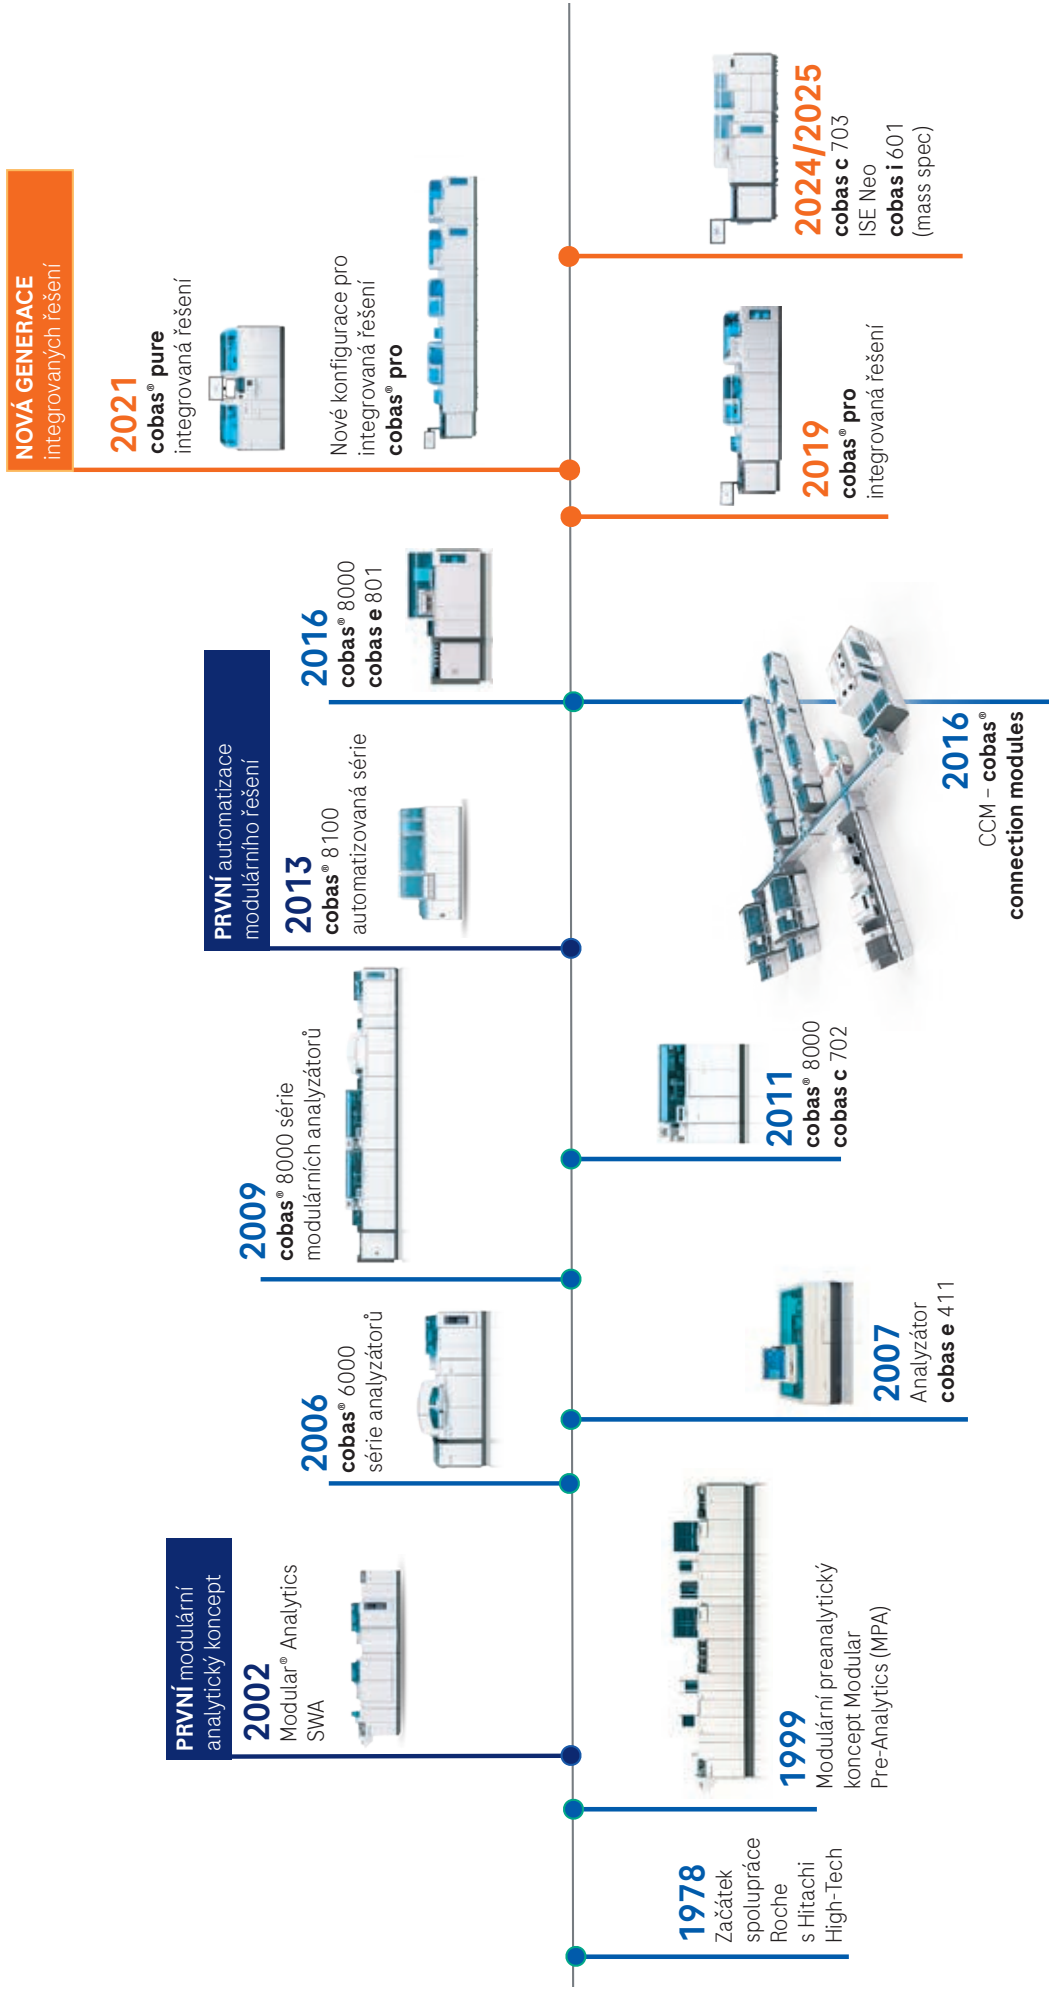 1978
Začátek
spolupráce
Roche
s Hitachi
High-Tech
1999
Modulární preanalytický
koncept Modular
Pre-Analytics (MPA)
PRVNÍ modulární
analytický koncept
2002
Modular® Analytics
SWA
2006
cobas® 6000
série analyzátorů
2007
Analyzátor
cobas e 411
2009
cobas® 8000 série
modulárních analyzátorů
2011
cobas® 8000
cobas c 702
PRVNÍ automatizace
modulárního řešení
2013
cobas® 8100
automatizovaná série
2016
cobas® 8000
cobas e 801
2016
CCM – cobas®
connection modules
2019
cobas® pro
integrovaná řešení
NOVÁ GENERACE
integrovaných řešení
2021
cobas® pure
integrovaná řešení
Nové konfigurace pro
integrovaná řešení
cobas® pro
2024/2025
cobas c 703
ISE Neo
cobas i 601
(mass spec)